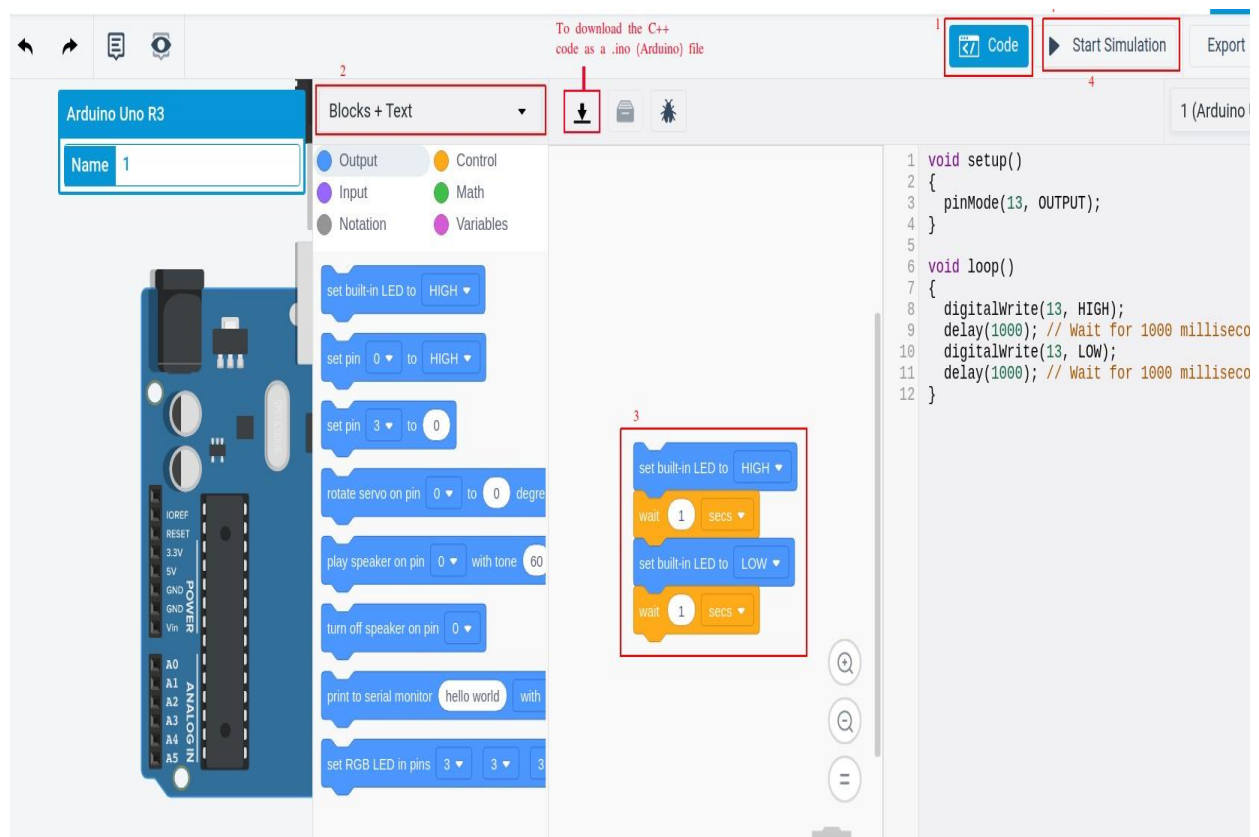 To download the C++
code as a .ino (Arduino) file
1
Code
Start Simulation
Export
4
2
Blocks + Text
1 (Arduino
Arduino Uno R3
Name 1
Output
Control
Input
Math
Notation
Variables
set built-in LED to HIGH
set pin 0 to HIGH
set pin 3 to 0
rotate servo on pin 0 to 0 degre
play speaker on pin 0 with tone 60
turn off speaker on pin 0
print to serial monitor hello world with
set RGB LED in pins 3 3 3
3
set built-in LED to HIGH
wait 1 secs
set built-in LED to LOW
wait 1 secs
1 void setup()
2 {
3 pinMode(13, OUTPUT);
4 }
5
6 void loop()
7 {
8 digitalWrite(13, HIGH);
9 delay(1000); // Wait for 1000 milliseco
10 digitalWrite(13, LOW);
11 delay(1000); // Wait for 1000 milliseco
12 }
IOREF
RESET
3.3V
5V
GND
GND
Vin
POWER
A0
A1
A2
A3
A4
A5
ANALOG IN